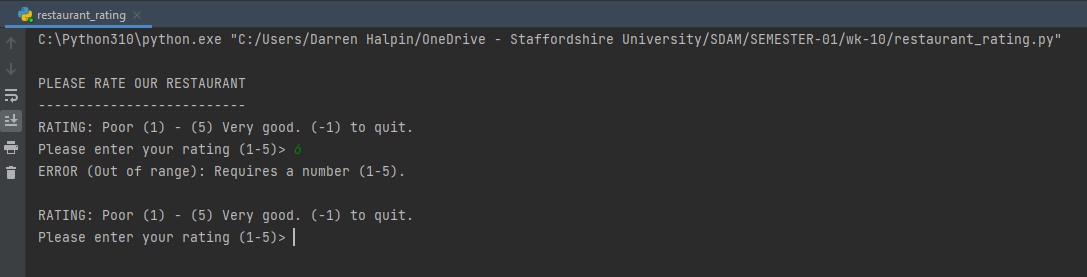 restaurant_rating
C:\Python310\python.exe "C:/Users/Darren Halpin/OneDrive - Staffordshire University/SDAM/SEMESTER-01/wk-10/restaurant_rating.py"
PLEASE RATE OUR RESTAURANT
--------------------------
RATING: Poor (1) - (5) Very good. (-1) to quit.
Please enter your rating (1-5)> 6
ERROR (Out of range): Requires a number (1-5).
RATING: Poor (1) - (5) Very good. (-1) to quit.
Please enter your rating (1-5)>